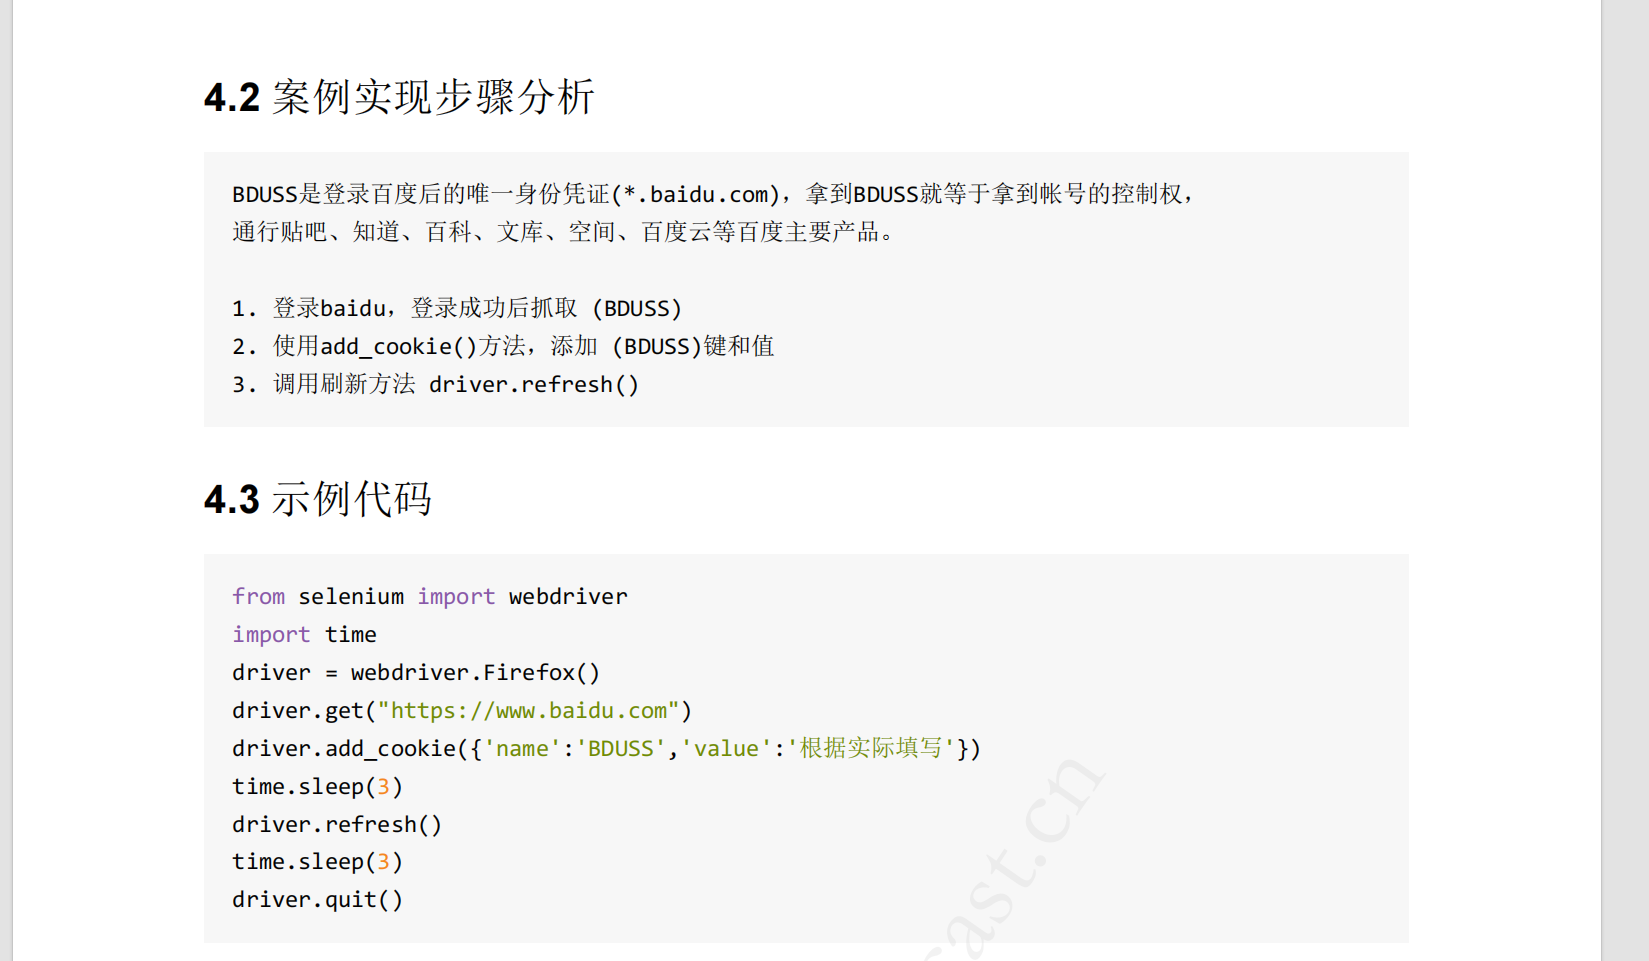 4.2 案例实现步骤分析
BDUSS是登录百度后的唯一身份凭证(*.baidu.com)，拿到BDUSS就等于拿到帐号的控制权，
通行贴吧、知道、百科、文库、空间、百度云等百度主要产品。
1. 登录baidu，登录成功后抓取 (BDUSS)
2. 使用add_cookie()方法，添加 (BDUSS)键和值
3. 调用刷新方法 driver.refresh()
4.3 示例代码
from selenium import webdriver
import time
driver = webdriver.Firefox()
driver.get("https://www.baidu.com")
driver.add_cookie({'name':'BDUSS','value':'根据实际填写'})
time.sleep(3)
driver.refresh()
time.sleep(3)
driver.quit()